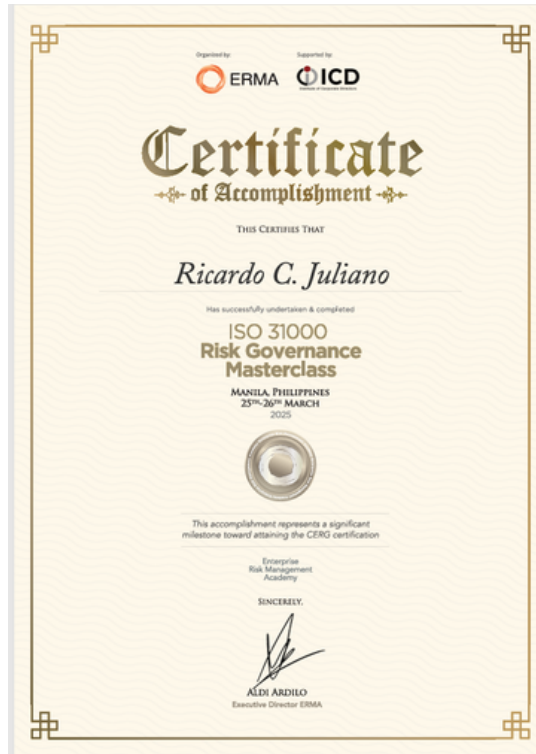 Organized by:
Supported by:
ERMA
ICD
Institute of Corporate Directors
Certificate
of Accomplishment
THIS CERTIFIES THAT
Ricardo C. Juliano
Has successfully undertaken & completed
ISO 31000
Risk Governance
Masterclass
MANILA, PHILIPPINES
25TH-26TH MARCH
2025
This accomplishment represents a significant
milestone toward attaining the CERG certification
Enterprise
Risk Management
Academy
SINCERELY,
ALDI ARDILO
Executive Director ERMA